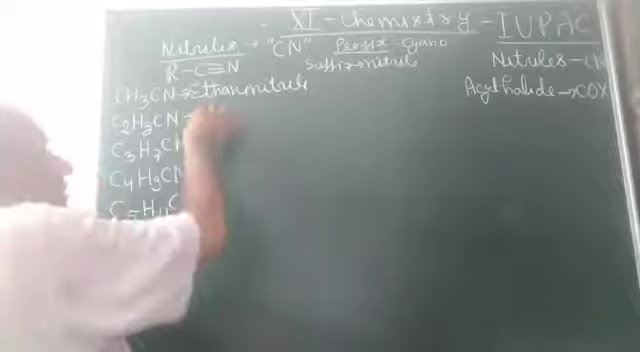 XI - Chemistry - IUPAC
Nitriles → "CN" Prefix Cyano
R-C≡N Suffix → nitrile
Nitriles - CN
CH3CN → Ethanenitrile
Acyl halide → COX
C2H5CN
C3H7CN
C4H9CN
C5H11C